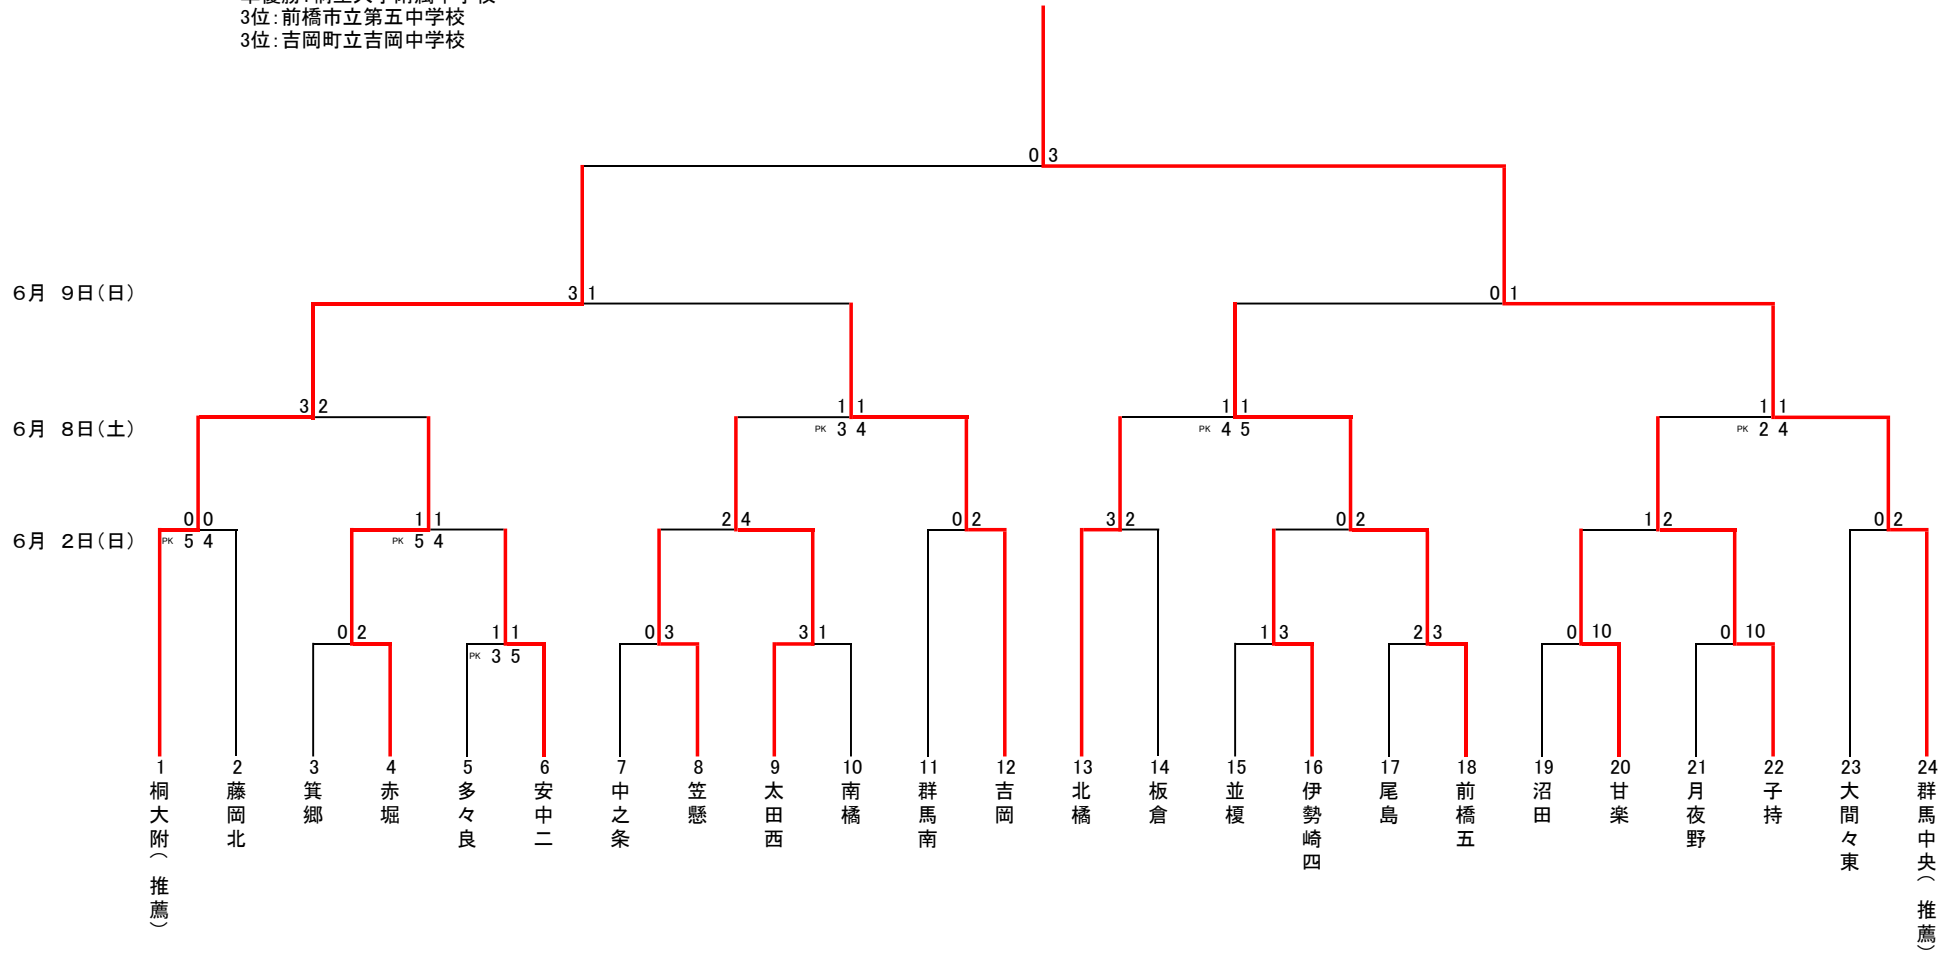 3位：前橋市立第五中学校
3位：吉岡町立吉岡中学校
0 3
6月 9日（日）
3 1
0 1
6月 8日（土）
3 2
1 1
PK 3 4
1 1
PK 4 5
1 1
PK 2 4
6月 2日（日）
0 0
PK 5 4
1 1
PK 5 4
2 4
0 2
3 2
0 2
1 2
0 2
0 2
1 1
PK 3 5
0 3
3 1
1 3
2 3
0 10
0 10
1 桐大附（推薦）
2 藤岡北
3 箕郷
4 赤堀
5 多々良
6 安中二
7 中之条
8 笠懸
9 太田西
10 南橘
11 群馬南
12 吉岡
13 北橘
14 板倉
15 並榎
16 伊勢崎四
17 尾島
18 前橋五
19 沼田
20 甘楽
21 月夜野
22 子持
23 大間々東
24 群馬中央（推薦）